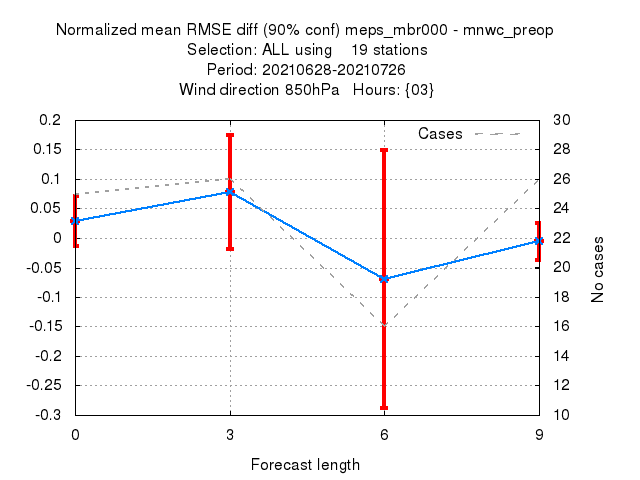 Normalized mean RMSE diff (90% conf) meps_mbr000 - mnwc_preop
Selection: ALL using    19 stations
Period: 20210628-20210726
Wind direction 850hPa   Hours: {03}
Cases
0.2
0.15
0.1
0.05
0
-0.05
-0.1
-0.15
-0.2
-0.25
-0.3
30
28
26
24
22
20
18
16
14
12
10
No cases
0 3 6 9
Forecast length